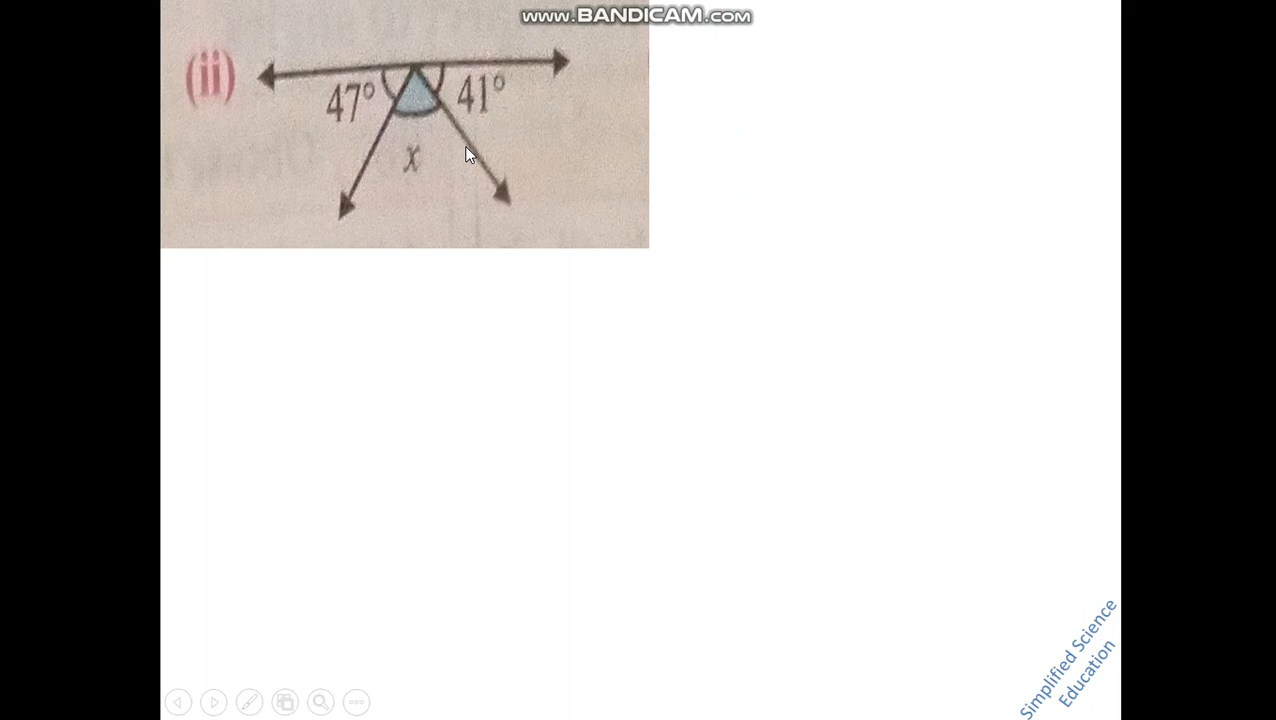 www.BANDICAM.com
(ii)
47° 41°
x
Simplified Science
Education